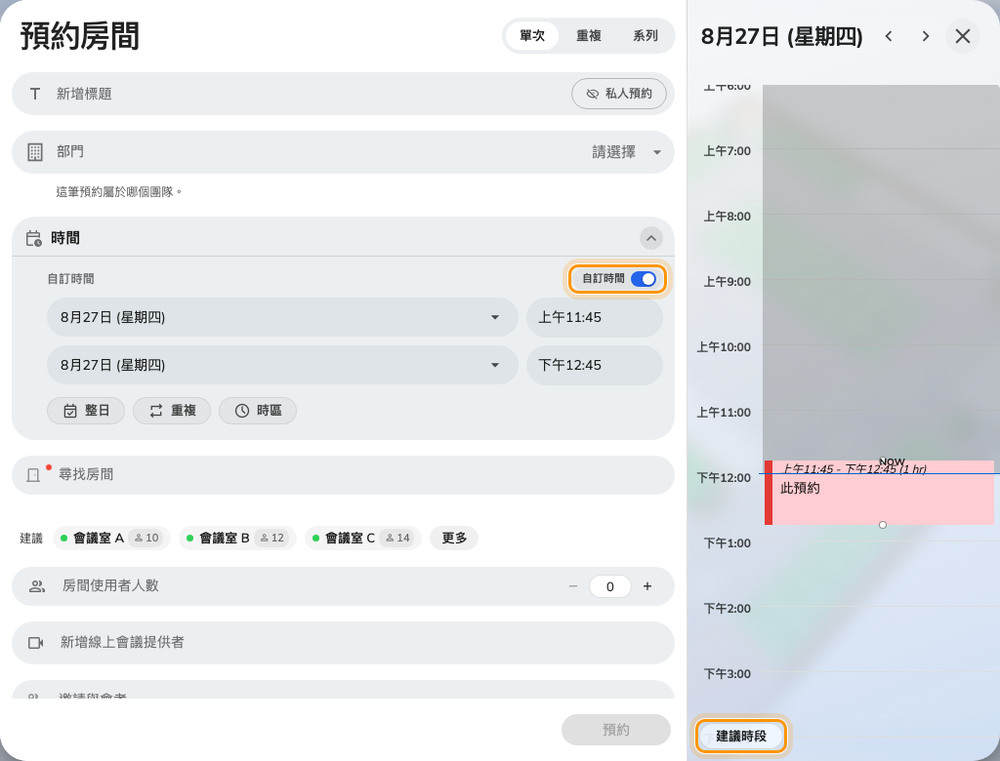 預約房間
單次 重複 系列
新增標題
私人預約
部門
請選擇
這筆預約屬於哪個團隊。
時間
自訂時間
自訂時間
8月27日 (星期四)
上午11:45
8月27日 (星期四)
下午12:45
整日 重複 時區
尋找房間
建議 會議室 A 10 會議室 B 12 會議室 C 14 更多
房間使用者人數
− 0 +
新增線上會議提供者
邀請與會者
預約
8月27日 (星期四)
上午6:00
上午7:00
上午8:00
上午9:00
上午10:00
上午11:00
NOW
上午11:45 - 下午12:45 (1 hr)
下午12:00
此預約
下午1:00
下午2:00
下午3:00
建議時段